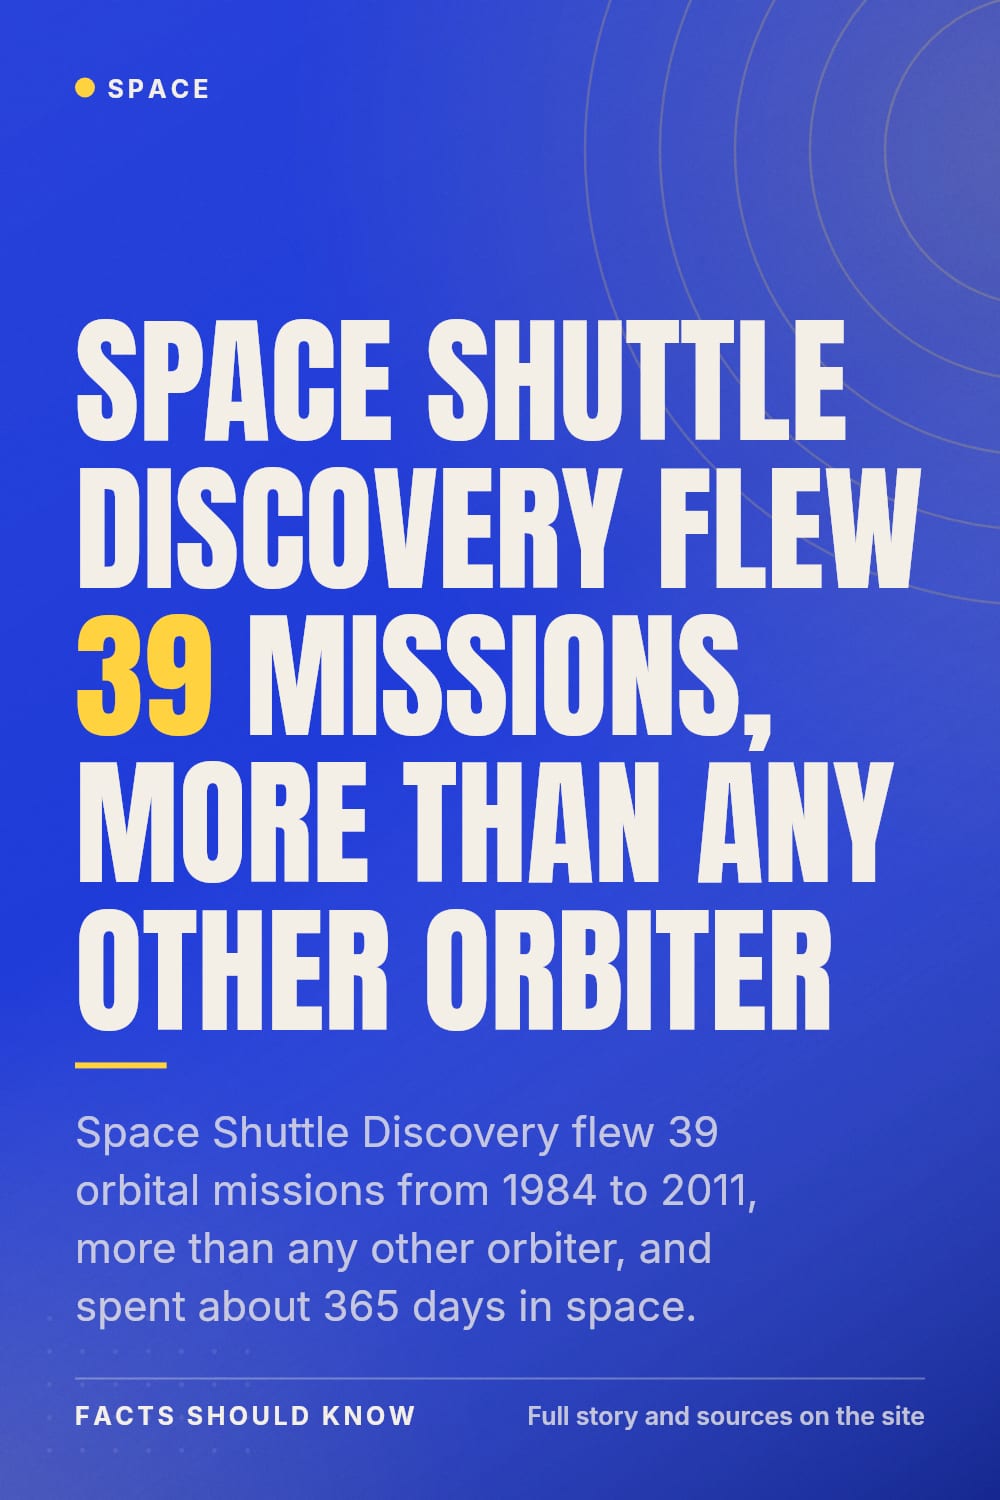 SPACE
SPACE SHUTTLE
DISCOVERY FLEW
39 MISSIONS,
MORE THAN ANY
OTHER ORBITER
Space Shuttle Discovery flew 39
orbital missions from 1984 to 2011,
more than any other orbiter, and
spent about 365 days in space.
FACTS SHOULD KNOW
Full story and sources on the site